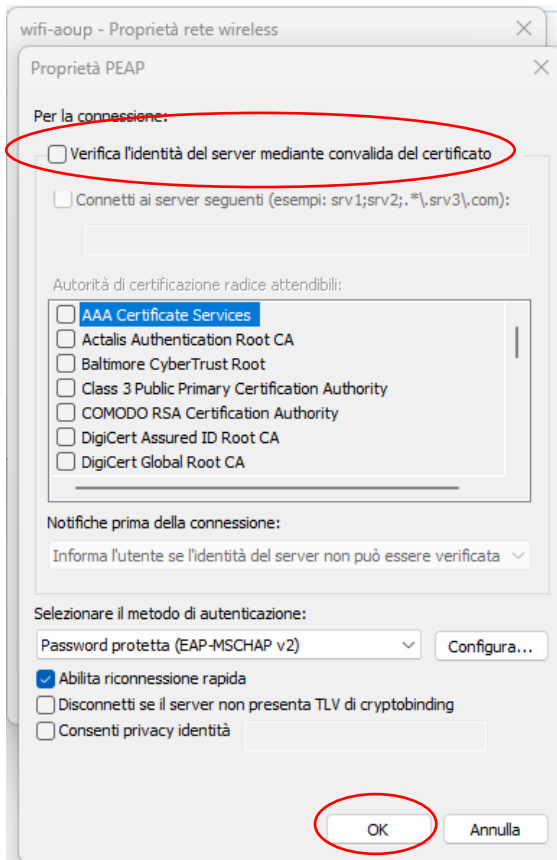 wifi-aoup - Proprietà rete wireless
Proprietà PEAP
Per la connessione:
Verifica l'identità del server mediante convalida del certificato
Connetti ai server seguenti (esempi: srv1;srv2;.*\.srv3\.com):
Autorità di certificazione radice attendibili:
AAA Certificate Services
Actalis Authentication Root CA
Baltimore CyberTrust Root
Class 3 Public Primary Certification Authority
COMODO RSA Certification Authority
DigiCert Assured ID Root CA
DigiCert Global Root CA
Notifiche prima della connessione:
Informa l'utente se l'identità del server non può essere verificata
Selezionare il metodo di autenticazione:
Password protetta (EAP-MSCHAP v2) Configura...
Abilita riconnessione rapida
Disconnetti se il server non presenta TLV di cryptobinding
Consenti privacy identità
OK Annulla